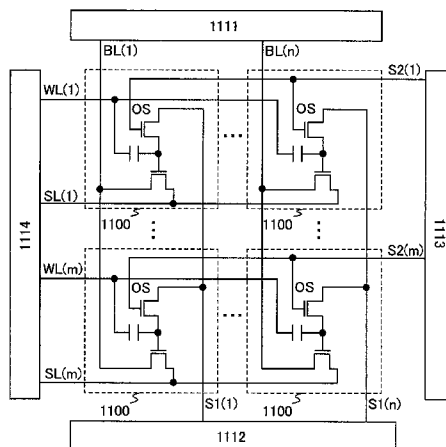 1111
BL(1) BL(n)
S2(1)
WL(1)
OS OS
...
SL(1)
1100 1100
1114 1113
WL(m) S2(m)
OS OS
...
SL(m)
1100 S1(1) 1100 S1(n)
1112